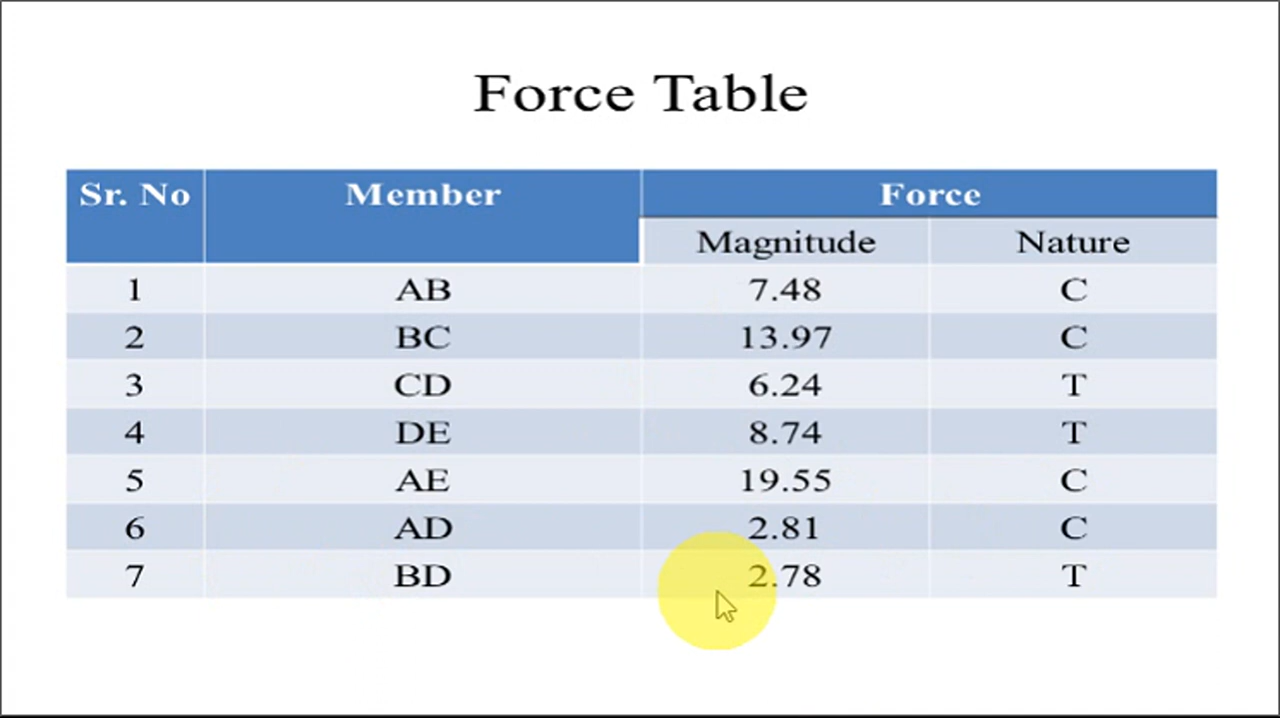 Force Table
Sr. No Member Force
Magnitude Nature
1 AB 7.48 C
2 BC 13.97 C
3 CD 6.24 T
4 DE 8.74 T
5 AE 19.55 C
6 AD 2.81 C
7 BD 2.78 T